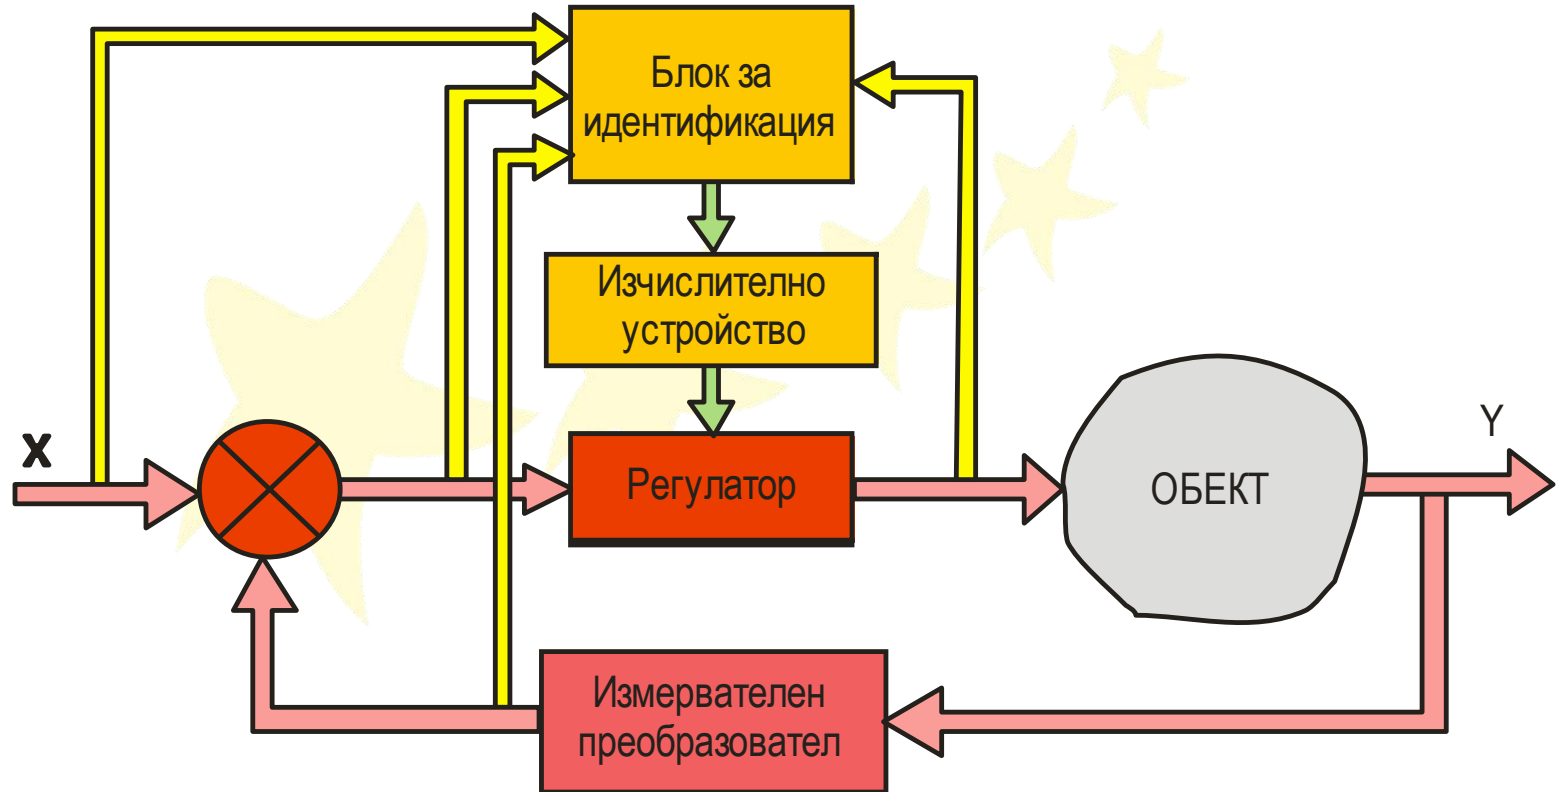 Блок за
идентификация
Изчислително
устройство
X
Регулатор
ОБЕКТ
Y
Измервателен
преобразовател